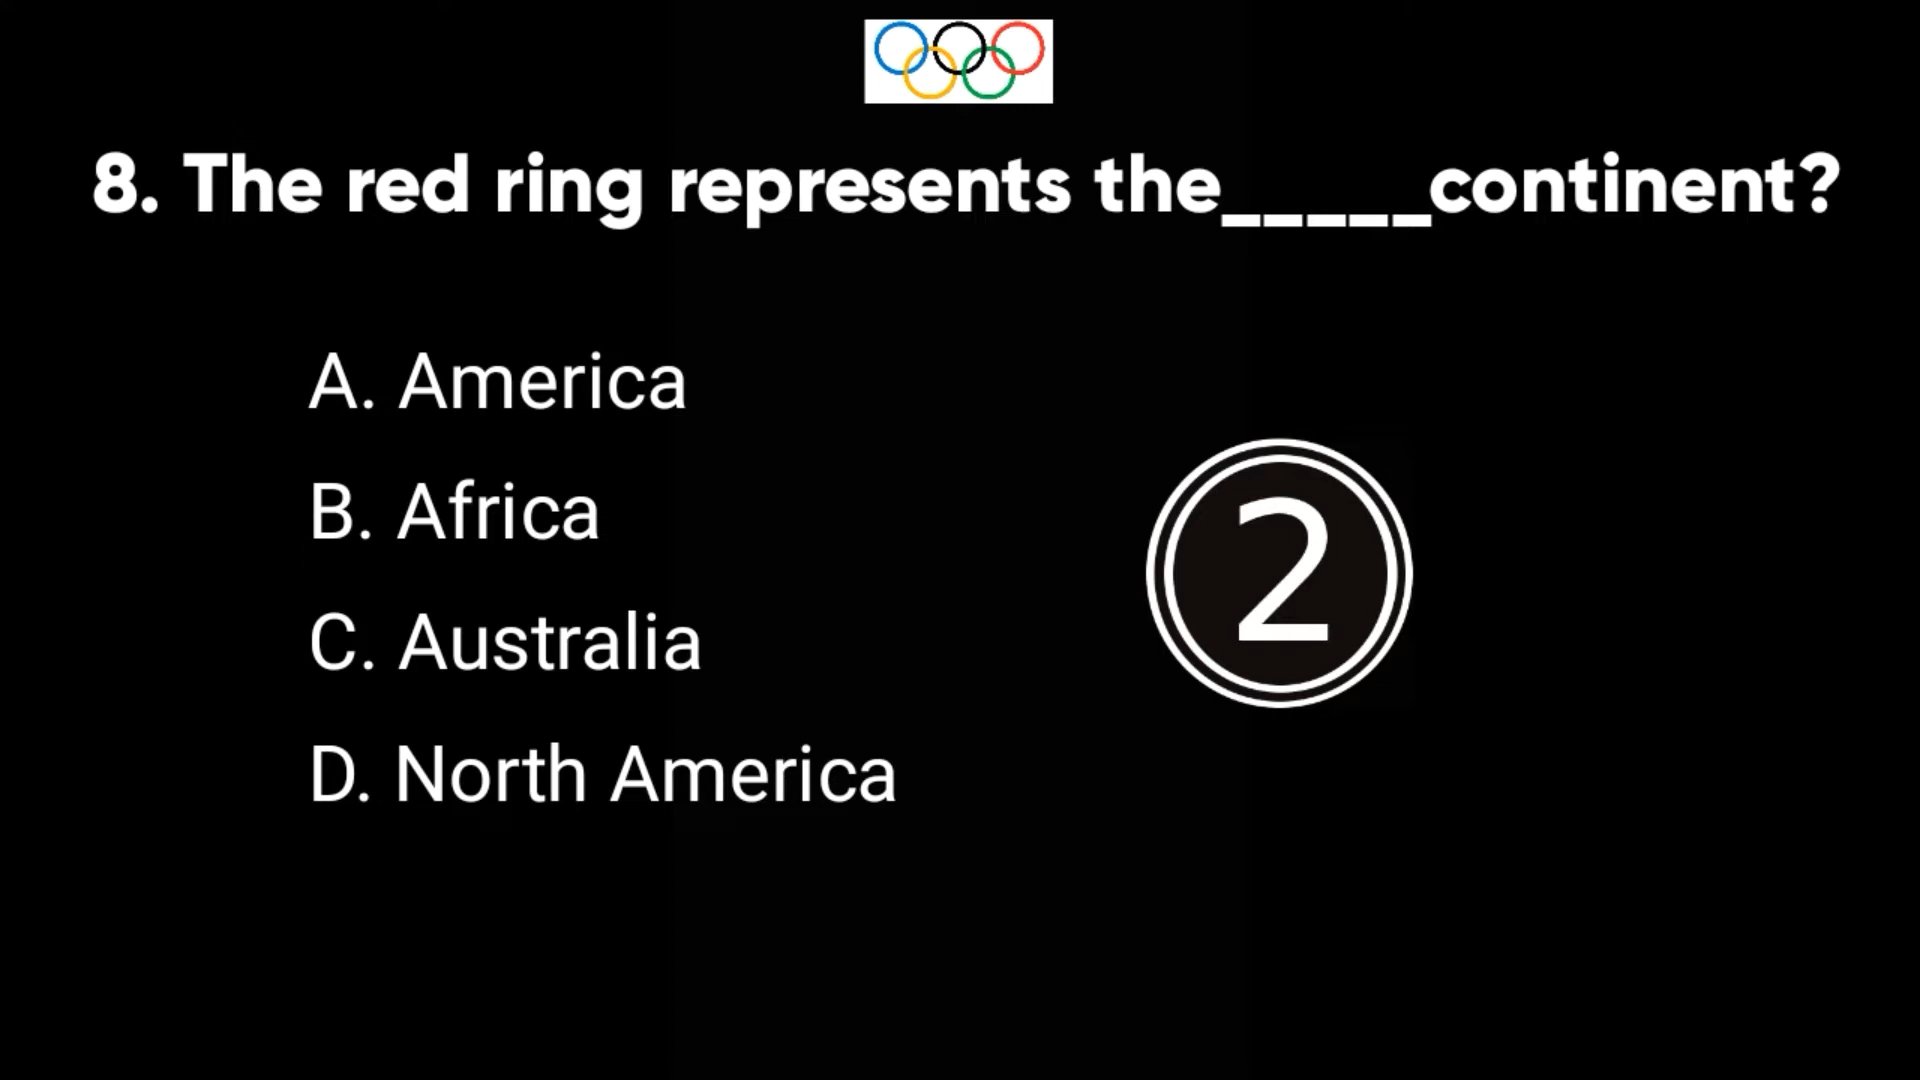 8. The red ring represents the_____continent?
A. America
B. Africa
2
C. Australia
D. North America